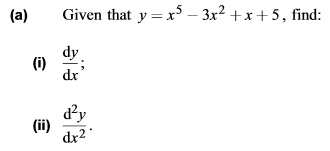 (a) Given that y = x⁵ − 3x² + x + 5, find:
(i) dy/dx;
(ii) d²y/dx².